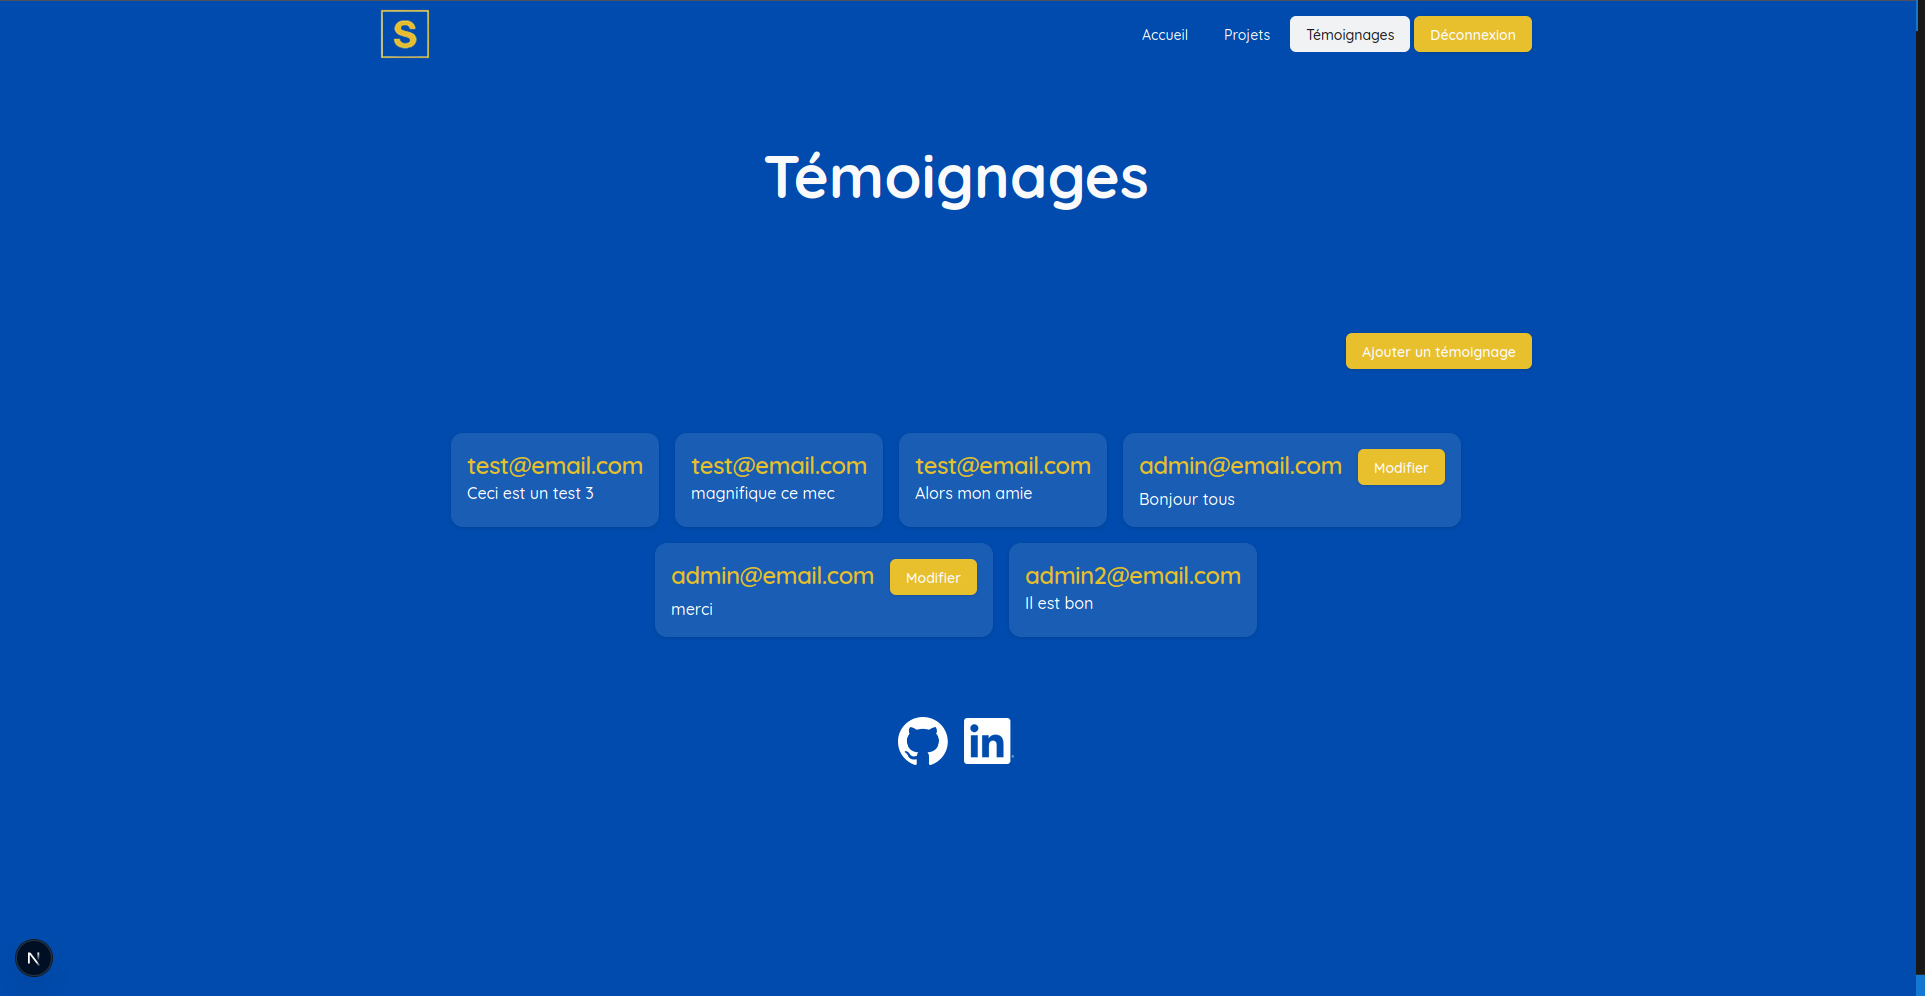 S
Accueil Projets Témoignages Déconnexion
Témoignages
Ajouter un témoignage
test@email.com
Ceci est un test 3
test@email.com
magnifique ce mec
test@email.com
Alors mon amie
admin@email.com Modifier
Bonjour tous
admin@email.com Modifier
merci
admin2@email.com
Il est bon
in
N